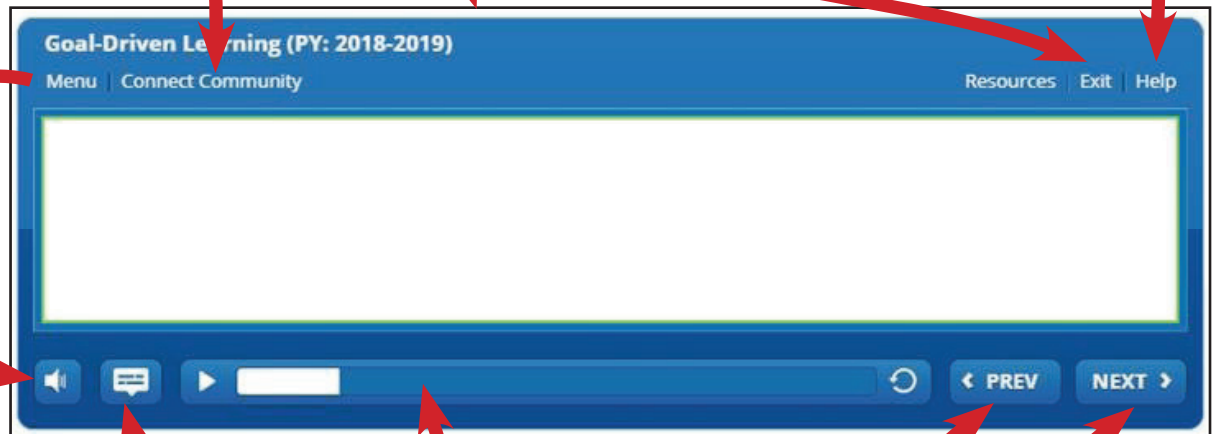 Goal-Driven Learning (PY: 2018-2019)
Menu | Connect Community
Resources | Exit | Help
PREV
NEXT